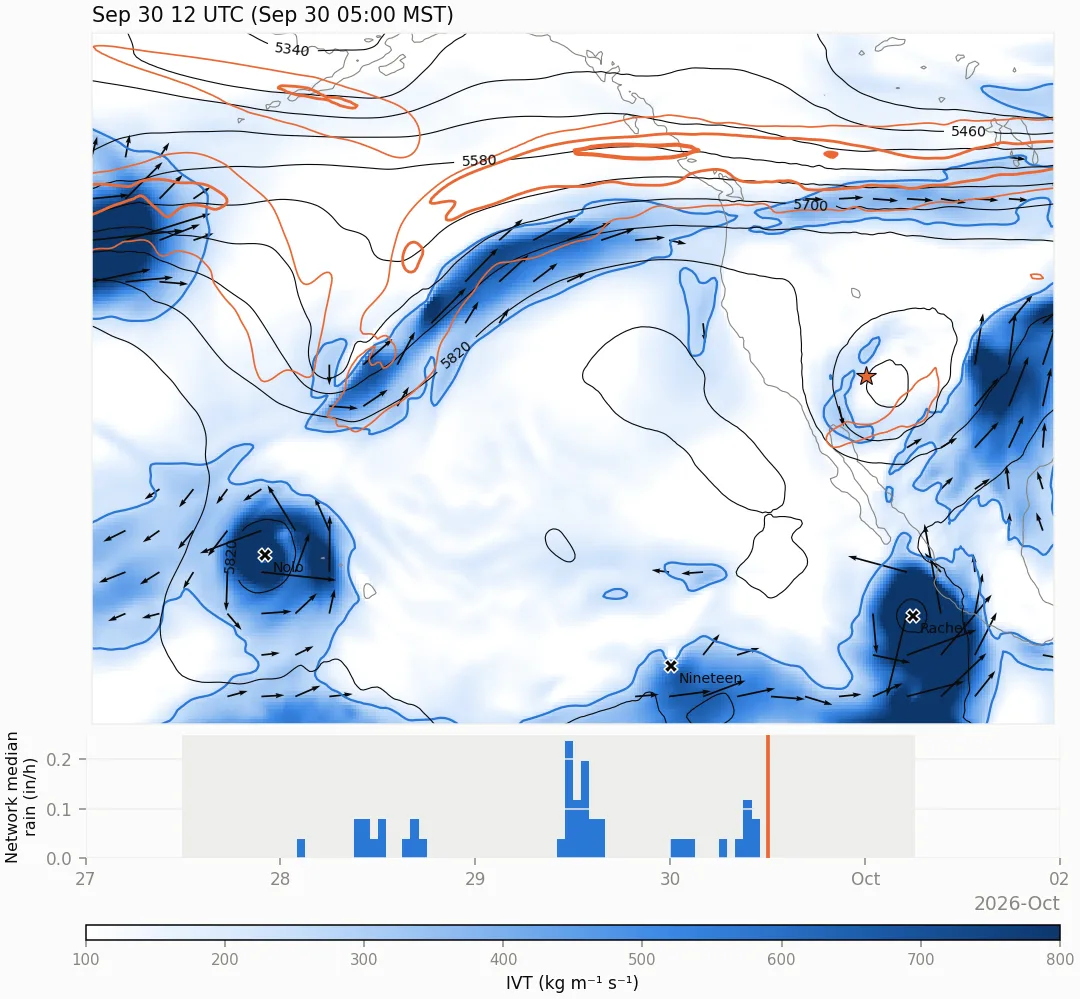 Sep 30 12 UTC (Sep 30 05:00 MST)
5340
5460
5580
5700
5820
5820
Nolo
Rachel
Nineteen
Network median
rain (in/h)
0.2
0.1
0.0
27
28
29
30
Oct
02
2026-Oct
100
200
300
400
500
600
700
800
IVT (kg m⁻¹ s⁻¹)